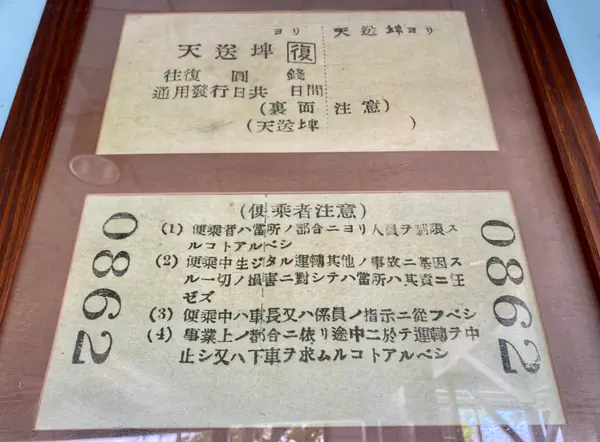 ヨリ 天送埤ヨリ
天送埤 復
往復 圓 錢
通用發行日共 日間
(裏面 注意)
(天送埤 )
(便乘者注意)
(1) 便乘者ハ當所ノ都合ニヨリ人員ヲ制限ス
ルコトアルベシ
(2) 便乘中生ジタル運轉其他ノ事故ニ基因ス
ル一切ノ損害ニ對シテハ當所ハ其責ニ任
ゼズ
(3) 便乘中ハ車長又ハ係員ノ指示ニ從フベシ
(4) 事業上ノ都合ニ依リ途中ニ於テ運轉ヲ中
止シ又ハ下車ヲ求ムルコトアルベシ
0862
0862